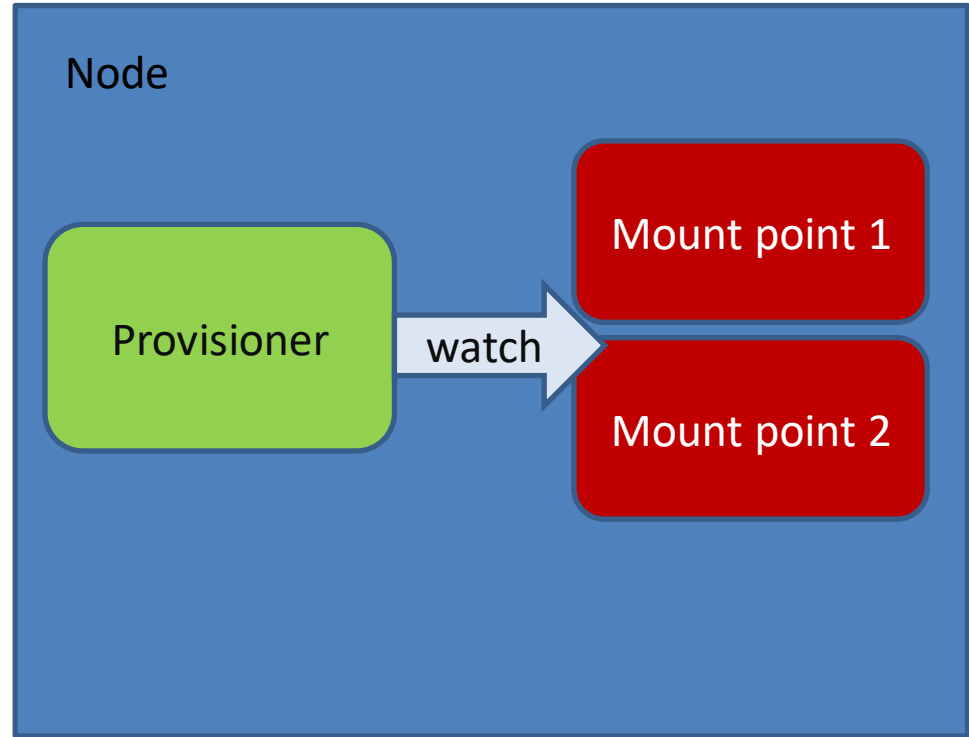 Node
Provisioner
watch
Mount point 1
Mount point 2